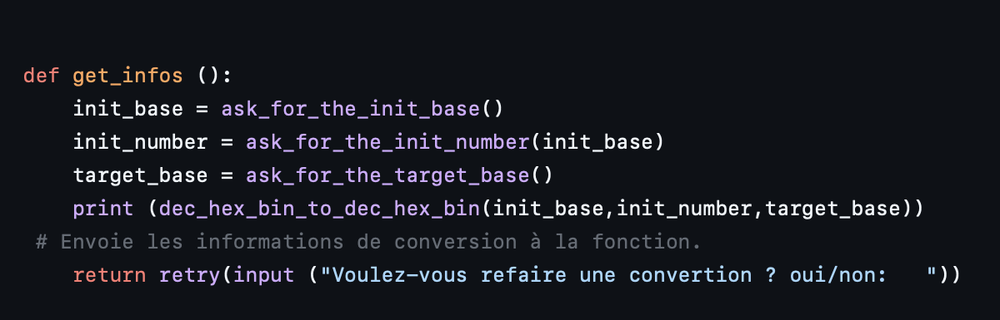 def get_infos ():
    init_base = ask_for_the_init_base()
    init_number = ask_for_the_init_number(init_base)
    target_base = ask_for_the_target_base()
    print (dec_hex_bin_to_dec_hex_bin(init_base,init_number,target_base))
 # Envoie les informations de conversion à la fonction.
    return retry(input ("Voulez-vous refaire une convertion ? oui/non:   "))